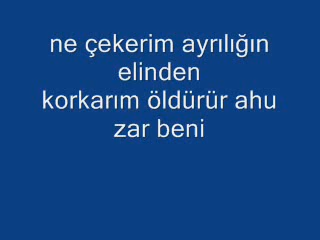 ne çekerim ayrılığın
elinden
korkarım öldürür ahu
zar beni